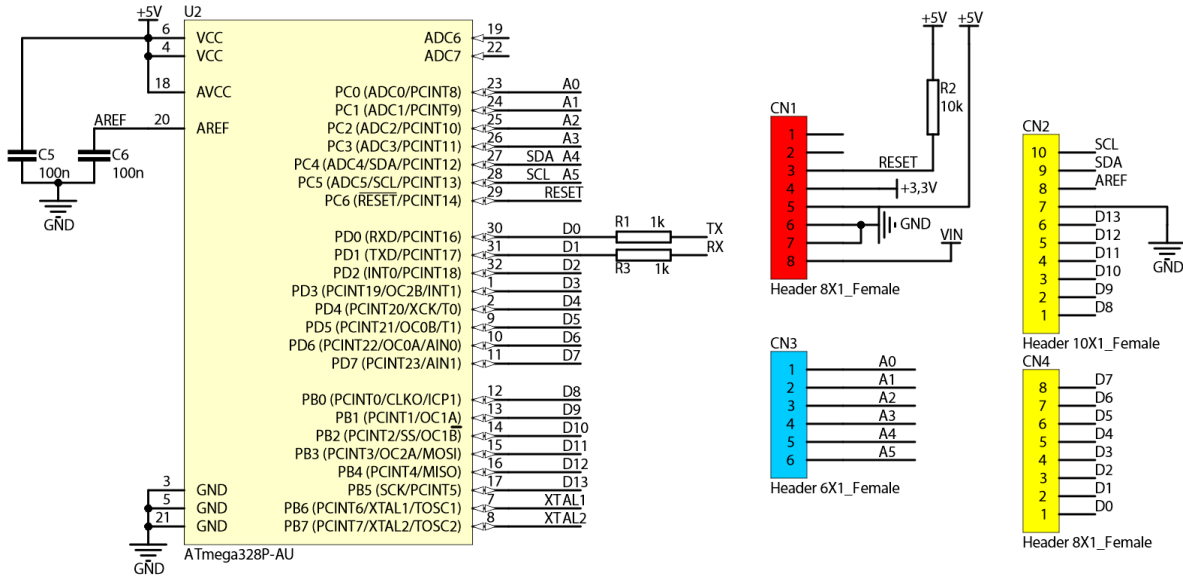 U2
+5V
6 VCC
4 VCC
18 AVCC
AREF 20 AREF
C5
100n
C6
100n
GND
3 GND
5 GND
21 GND
GND
ADC6 19
ADC7 22
PC0 (ADC0/PCINT8) 23 A0
PC1 (ADC1/PCINT9) 24 A1
PC2 (ADC2/PCINT10) 25 A2
PC3 (ADC3/PCINT11) 26 A3
PC4 (ADC4/SDA/PCINT12) 27 SDA A4
PC5 (ADC5/SCL/PCINT13) 28 SCL A5
PC6 (RESET/PCINT14) 29 RESET
PD0 (RXD/PCINT16) 30 D0 R1 1k TX
PD1 (TXD/PCINT17) 31 D1 R3 1k RX
PD2 (INT0/PCINT18) 32 D2
PD3 (PCINT19/OC2B/INT1) 1 D3
PD4 (PCINT20/XCK/T0) 2 D4
PD5 (PCINT21/OC0B/T1) 9 D5
PD6 (PCINT22/OC0A/AIN0) 10 D6
PD7 (PCINT23/AIN1) 11 D7
PB0 (PCINT0/CLKO/ICP1) 12 D8
PB1 (PCINT1/OC1A) 13 D9
PB2 (PCINT2/SS/OC1B) 14 D10
PB3 (PCINT3/OC2A/MOSI) 15 D11
PB4 (PCINT4/MISO) 16 D12
PB5 (SCK/PCINT5) 17 D13
PB6 (PCINT6/XTAL1/TOSC1) 7 XTAL1
PB7 (PCINT7/XTAL2/TOSC2) 8 XTAL2
ATmega328P-AU
+5V +5V
R2
10k
CN1
1
2
3 RESET
4 +3,3V
5
6 GND
7
8 VIN
Header 8X1_Female
CN3
1 A0
2 A1
3 A2
4 A3
5 A4
6 A5
Header 6X1_Female
CN2
10 SCL
9 SDA
8 AREF
7
6 D13
5 D12
4 D11
3 D10
2 D9
1 D8
GND
Header 10X1_Female
CN4
8 D7
7 D6
6 D5
5 D4
4 D3
3 D2
2 D1
1 D0
Header 8X1_Female